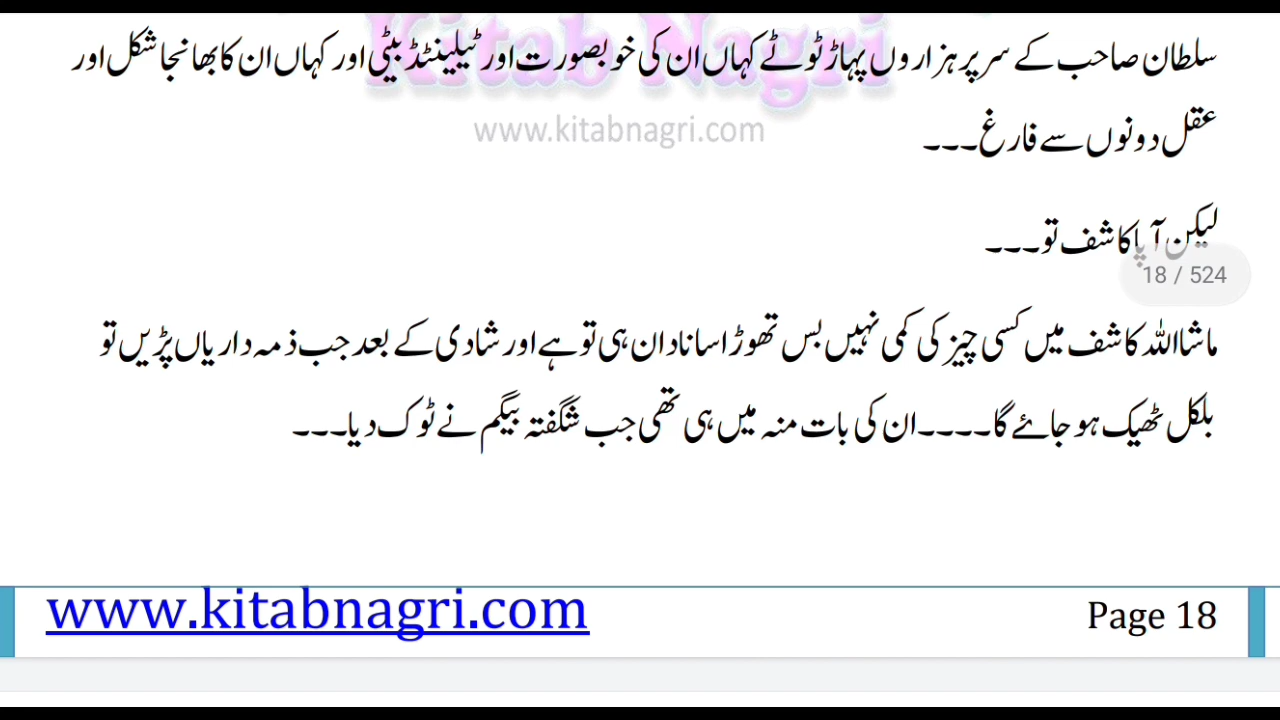 Kitab Nagri
سلطان صاحب کے سر پر ہزاروں پہاڑ ٹوٹے کہاں ان کی خوبصورت اور ٹیلینٹڈ بیٹی اور کہاں ان کا بھانجا شکل اور
www.kitabnagri.com
عقل دونوں سے فارغ۔۔۔
لیکن آپا کاشف تو۔۔۔
18 / 524
ماشااللہ کاشف میں کسی چیز کی کمی نہیں بس تھوڑا سا نادان ہی تو ہے اور شادی کے بعد جب ذمہ داریاں پڑیں تو
بلکل ٹھیک ہو جائے گا۔۔۔۔ان کی بات منہ میں ہی تھی جب شگفتہ بیگم نے ٹوک دیا۔۔۔
www.kitabnagri.com
Page 18